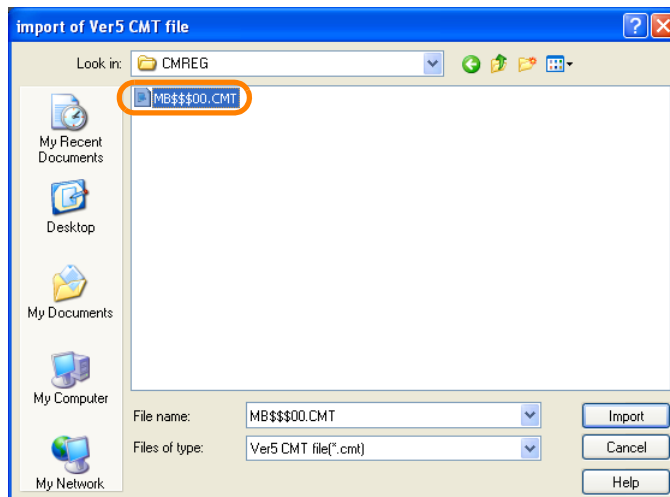 import of Ver5 CMT file
Look in:
CMREG
MB$$$00.CMT
My Recent
Documents
Desktop
My Documents
My Computer
My Network
File name:
MB$$$00.CMT
Import
Files of type:
Ver5 CMT file(*.cmt)
Cancel
Help